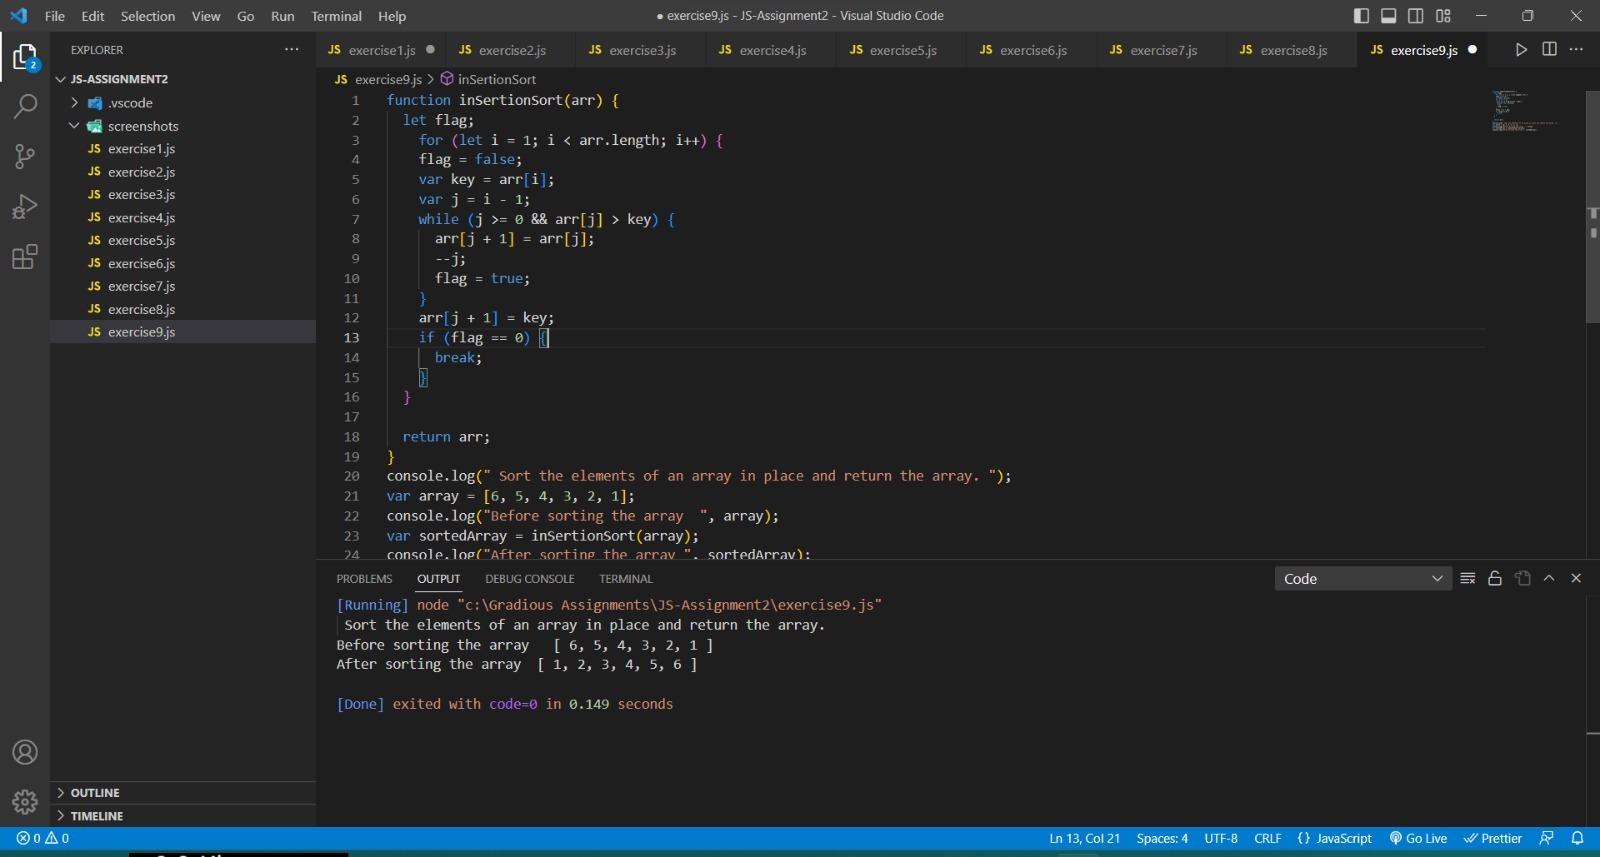 File Edit Selection View Go Run Terminal Help
● exercise9.js - JS-Assignment2 - Visual Studio Code
EXPLORER ...
JS exercise1.js ●
JS exercise2.js
JS exercise3.js
JS exercise4.js
JS exercise5.js
JS exercise6.js
JS exercise7.js
JS exercise8.js
JS exercise9.js ●
2
JS-ASSIGNMENT2
.vscode
screenshots
JS exercise1.js
JS exercise2.js
JS exercise3.js
JS exercise4.js
JS exercise5.js
JS exercise6.js
JS exercise7.js
JS exercise8.js
JS exercise9.js
OUTLINE
TIMELINE
JS exercise9.js > inSertionSort
1 function inSertionSort(arr) {
2 let flag;
3 for (let i = 1; i < arr.length; i++) {
4 flag = false;
5 var key = arr[i];
6 var j = i - 1;
7 while (j >= 0 && arr[j] > key) {
8 arr[j + 1] = arr[j];
9 --j;
10 flag = true;
11 }
12 arr[j + 1] = key;
13 if (flag == 0) {
14 break;
15 }
16 }
17
18 return arr;
19 }
20 console.log(" Sort the elements of an array in place and return the array. ");
21 var array = [6, 5, 4, 3, 2, 1];
22 console.log("Before sorting the array  ", array);
23 var sortedArray = inSertionSort(array);
24 console.log("After sorting the array ", sortedArray);
PROBLEMS OUTPUT DEBUG CONSOLE TERMINAL
Code
[Running] node "c:\Gradious Assignments\JS-Assignment2\exercise9.js"
Sort the elements of an array in place and return the array.
Before sorting the array   [ 6, 5, 4, 3, 2, 1 ]
After sorting the array  [ 1, 2, 3, 4, 5, 6 ]
[Done] exited with code=0 in 0.149 seconds
0 0
Ln 13, Col 21 Spaces: 4 UTF-8 CRLF {} JavaScript Go Live Prettier